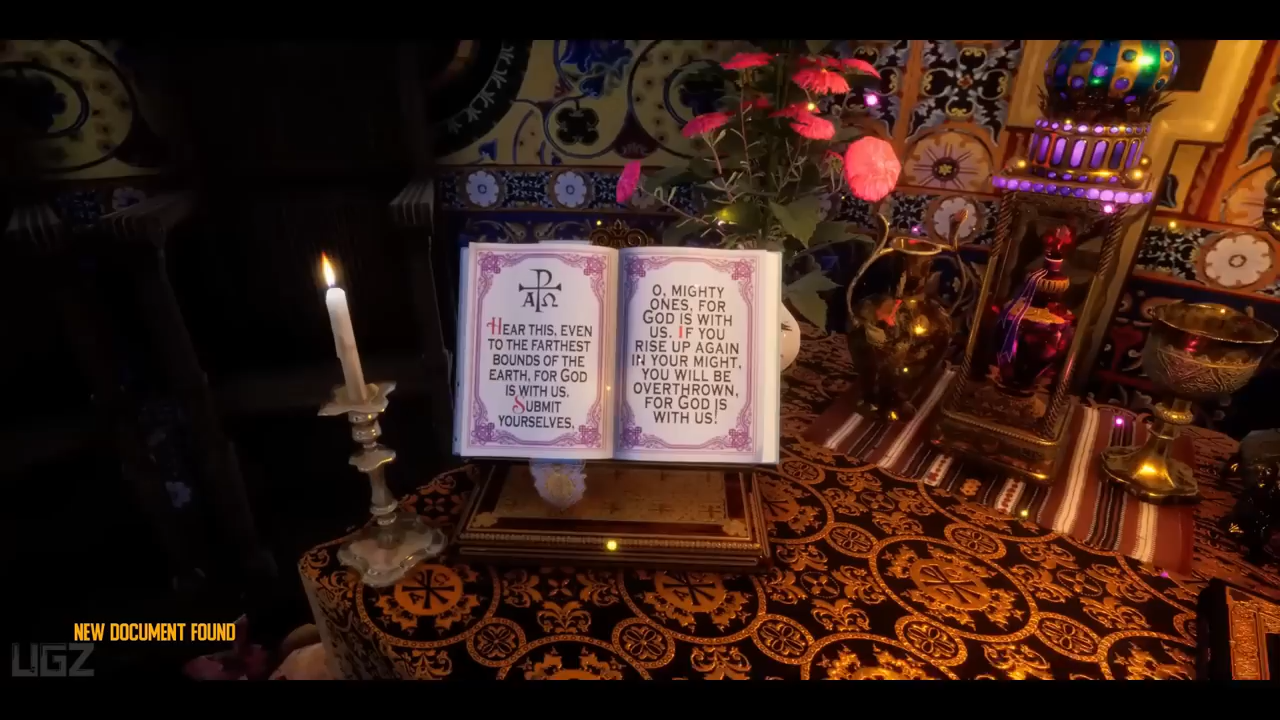 ΑΩ
HEAR THIS, EVEN
TO THE FARTHEST
BOUNDS OF THE
EARTH, FOR GOD
IS WITH US.
SUBMIT
YOURSELVES,
O, MIGHTY
ONES, FOR
GOD IS WITH
US. IF YOU
RISE UP AGAIN
IN YOUR MIGHT,
YOU WILL BE
OVERTHROWN,
FOR GOD IS
WITH US!
NEW DOCUMENT FOUND
UGZ